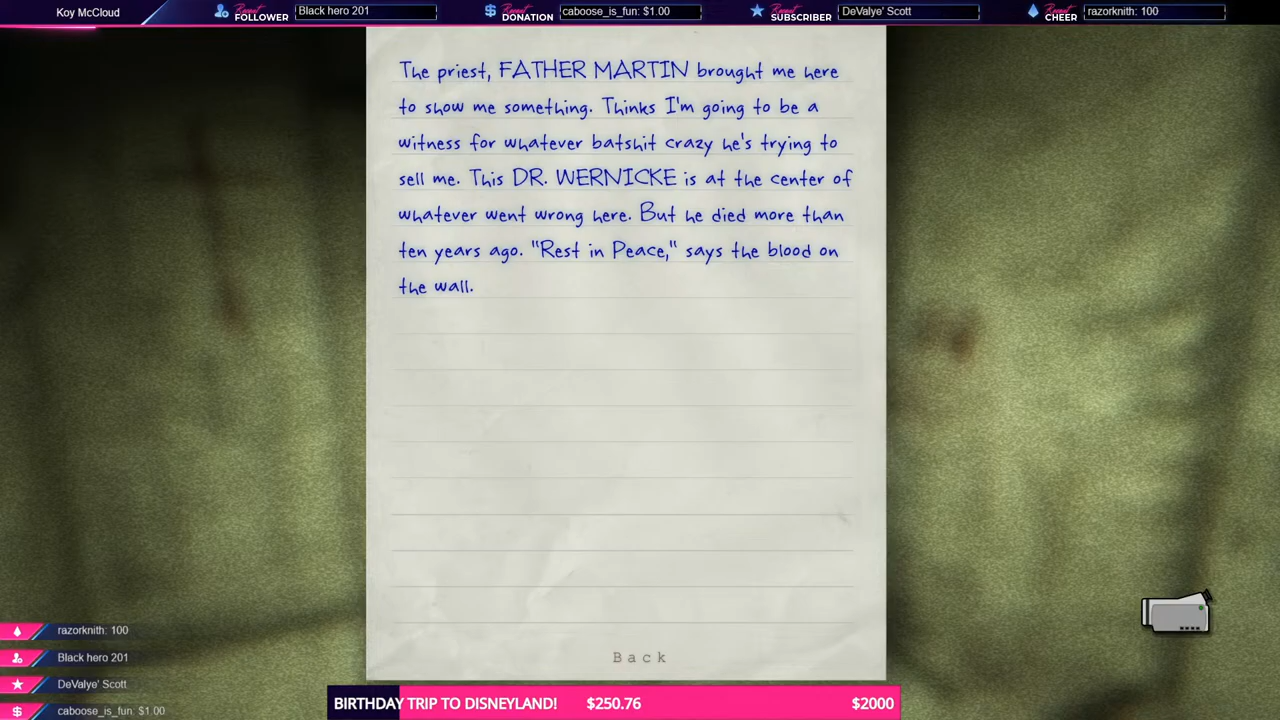 Koy McCloud
Recent FOLLOWER
Black hero 201
Recent DONATION
caboose_is_fun: $1.00
Recent SUBSCRIBER
DeValye' Scott
Recent CHEER
razorknith: 100
The priest, FATHER MARTIN brought me here
to show me something. Thinks I'm going to be a
witness for whatever batshit crazy he's trying to
sell me. This DR. WERNICKE is at the center of
whatever went wrong here. But he died more than
ten years ago. "Rest in Peace," says the blood on
the wall.
Back
razorknith: 100
Black hero 201
DeValye' Scott
caboose_is_fun: $1.00
BIRTHDAY TRIP TO DISNEYLAND! $250.76 $2000